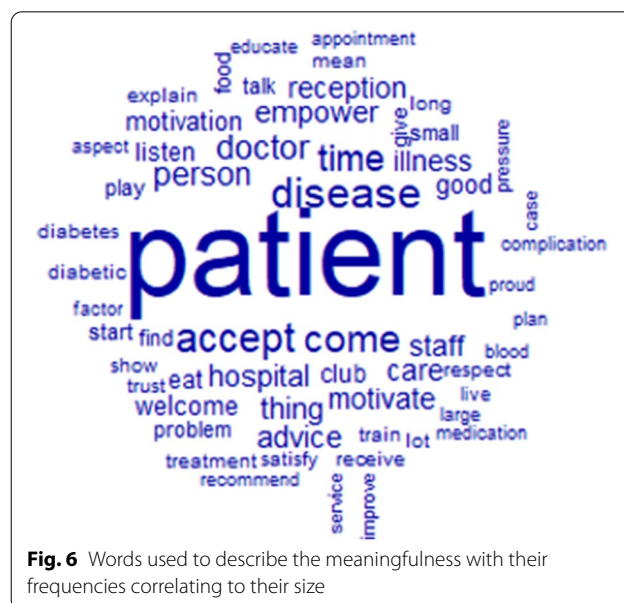 educate appointment
food mean
talk reception
explain empower give long
motivation small
aspect listen doctor time illness pressure
play person disease good case
diabetes patient complication
diabetic proud
factor plan
start find accept come staff blood
show trust eat hospital club care respect
welcome thing motivate live
large
problem advice train lot medication
treatment satisfy receive
recommend service improve
Fig. 6 Words used to describe the meaningfulness with their
frequencies correlating to their size